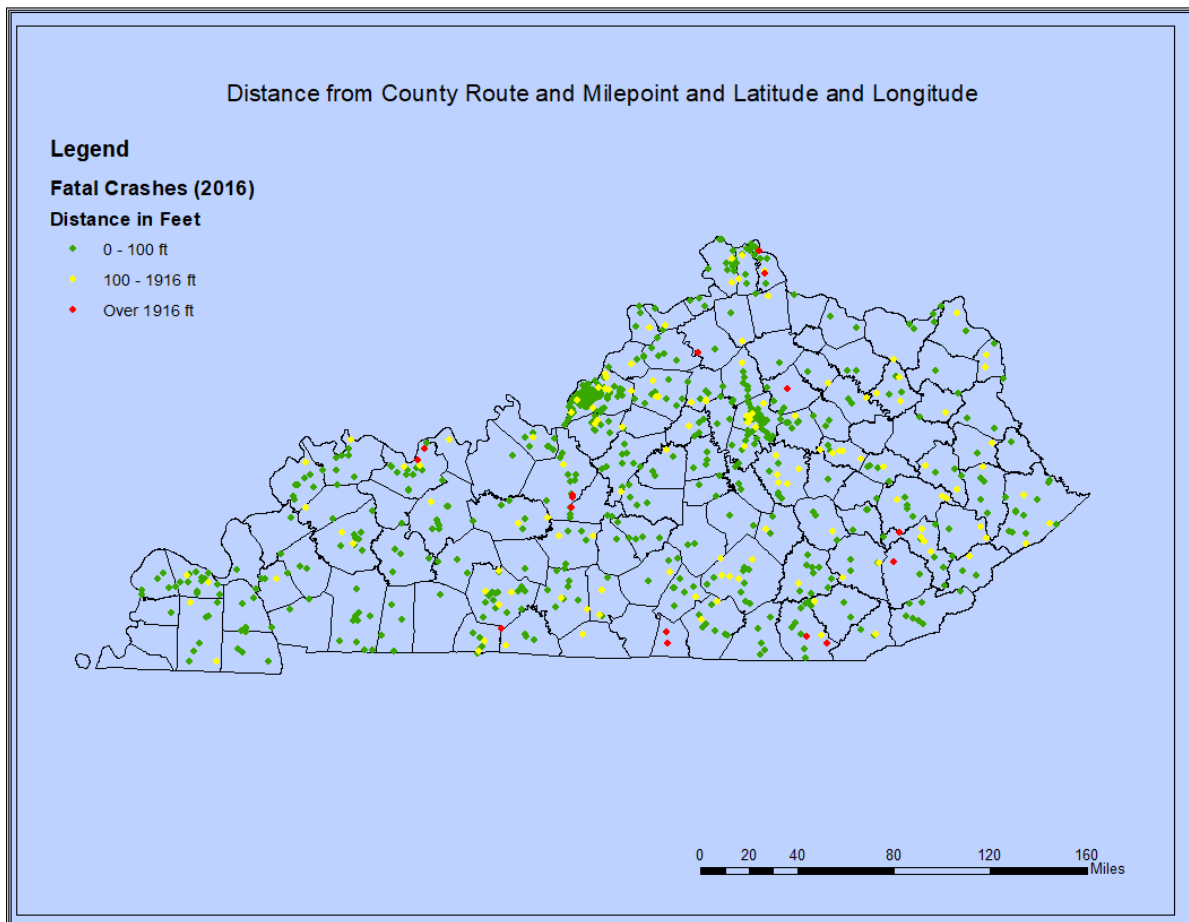 Distance from County Route and Milepoint and Latitude and Longitude
Legend
Fatal Crashes (2016)
Distance in Feet
0 - 100 ft
100 - 1916 ft
Over 1916 ft
0 20 40 80 120 160
Miles